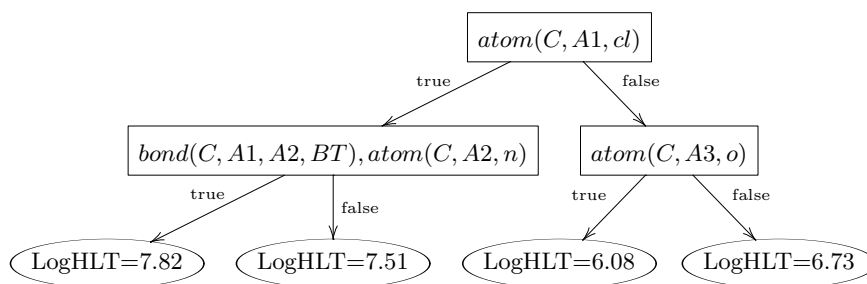 atom(C, A1, cl)
true
false
bond(C, A1, A2, BT), atom(C, A2, n)
atom(C, A3, o)
true
false
true
false
LogHLT=7.82
LogHLT=7.51
LogHLT=6.08
LogHLT=6.73